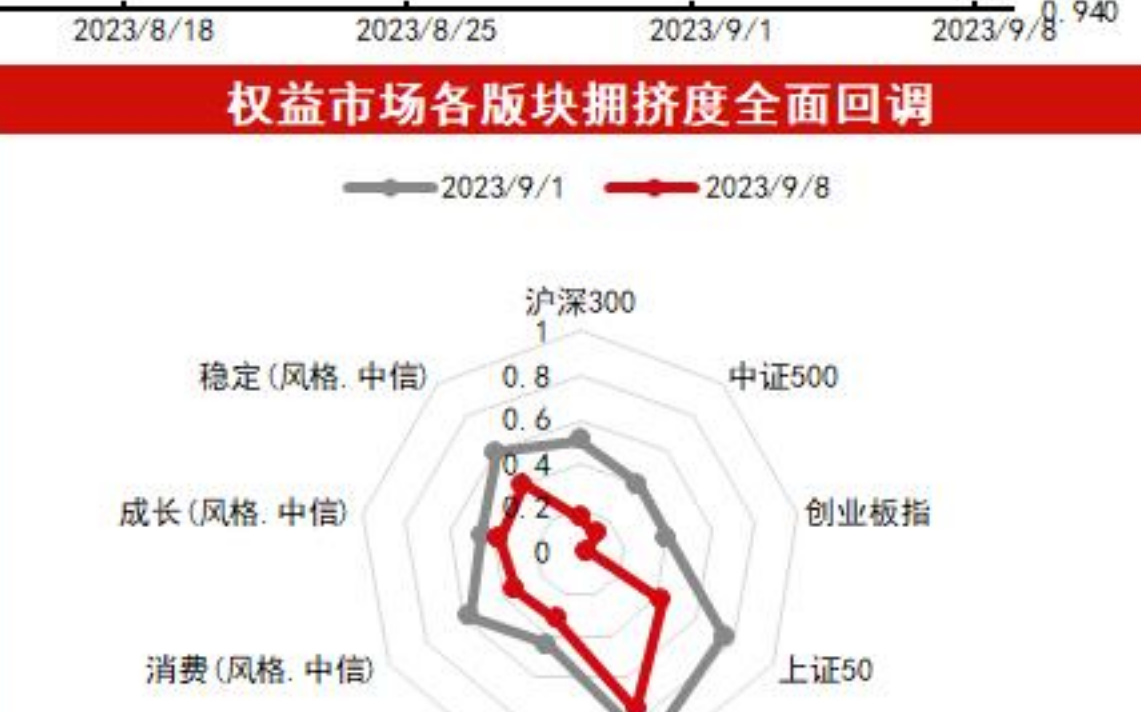 0.940
2023/8/18 2023/8/25 2023/9/1 2023/9/8
权益市场各版块拥挤度全面回调
2023/9/1 2023/9/8
沪深300
1
稳定(风格.中信) 0.8 中证500
0.6
0.4
成长(风格.中信) 0.2 创业板指
0
消费(风格.中信) 上证50